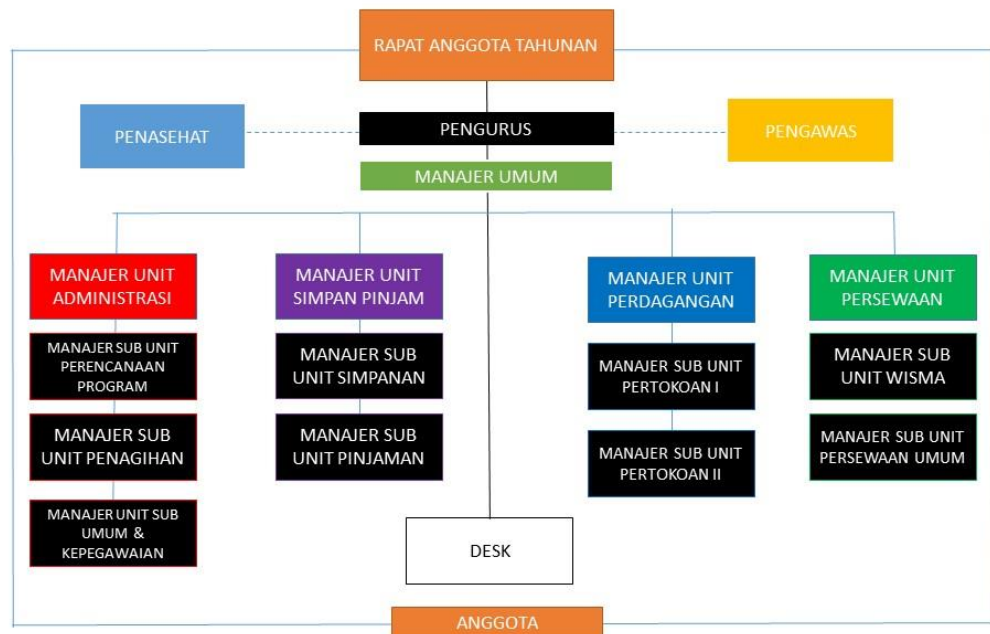 RAPAT ANGGOTA TAHUNAN
PENASEHAT
PENGURUS
PENGAWAS
MANAJER UMUM
MANAJER UNIT
ADMINISTRASI
MANAJER SUB UNIT
PERENCANAAN
PROGRAM
MANAJER SUB
UNIT PENAGIHAN
MANAJER UNIT SUB
UMUM &
KEPEGAWAIAN
MANAJER UNIT
SIMPAN PINJAM
MANAJER SUB
UNIT SIMPANAN
MANAJER SUB
UNIT PINJAMAN
MANAJER UNIT
PERDAGANGAN
MANAJER SUB UNIT
PERTOKOAN I
MANAJER SUB UNIT
PERTOKOAN II
MANAJER UNIT
PERSEWAAN
MANAJER SUB
UNIT WISMA
MANAJER SUB UNIT
PERSEWAAN UMUM
DESK
ANGGOTA